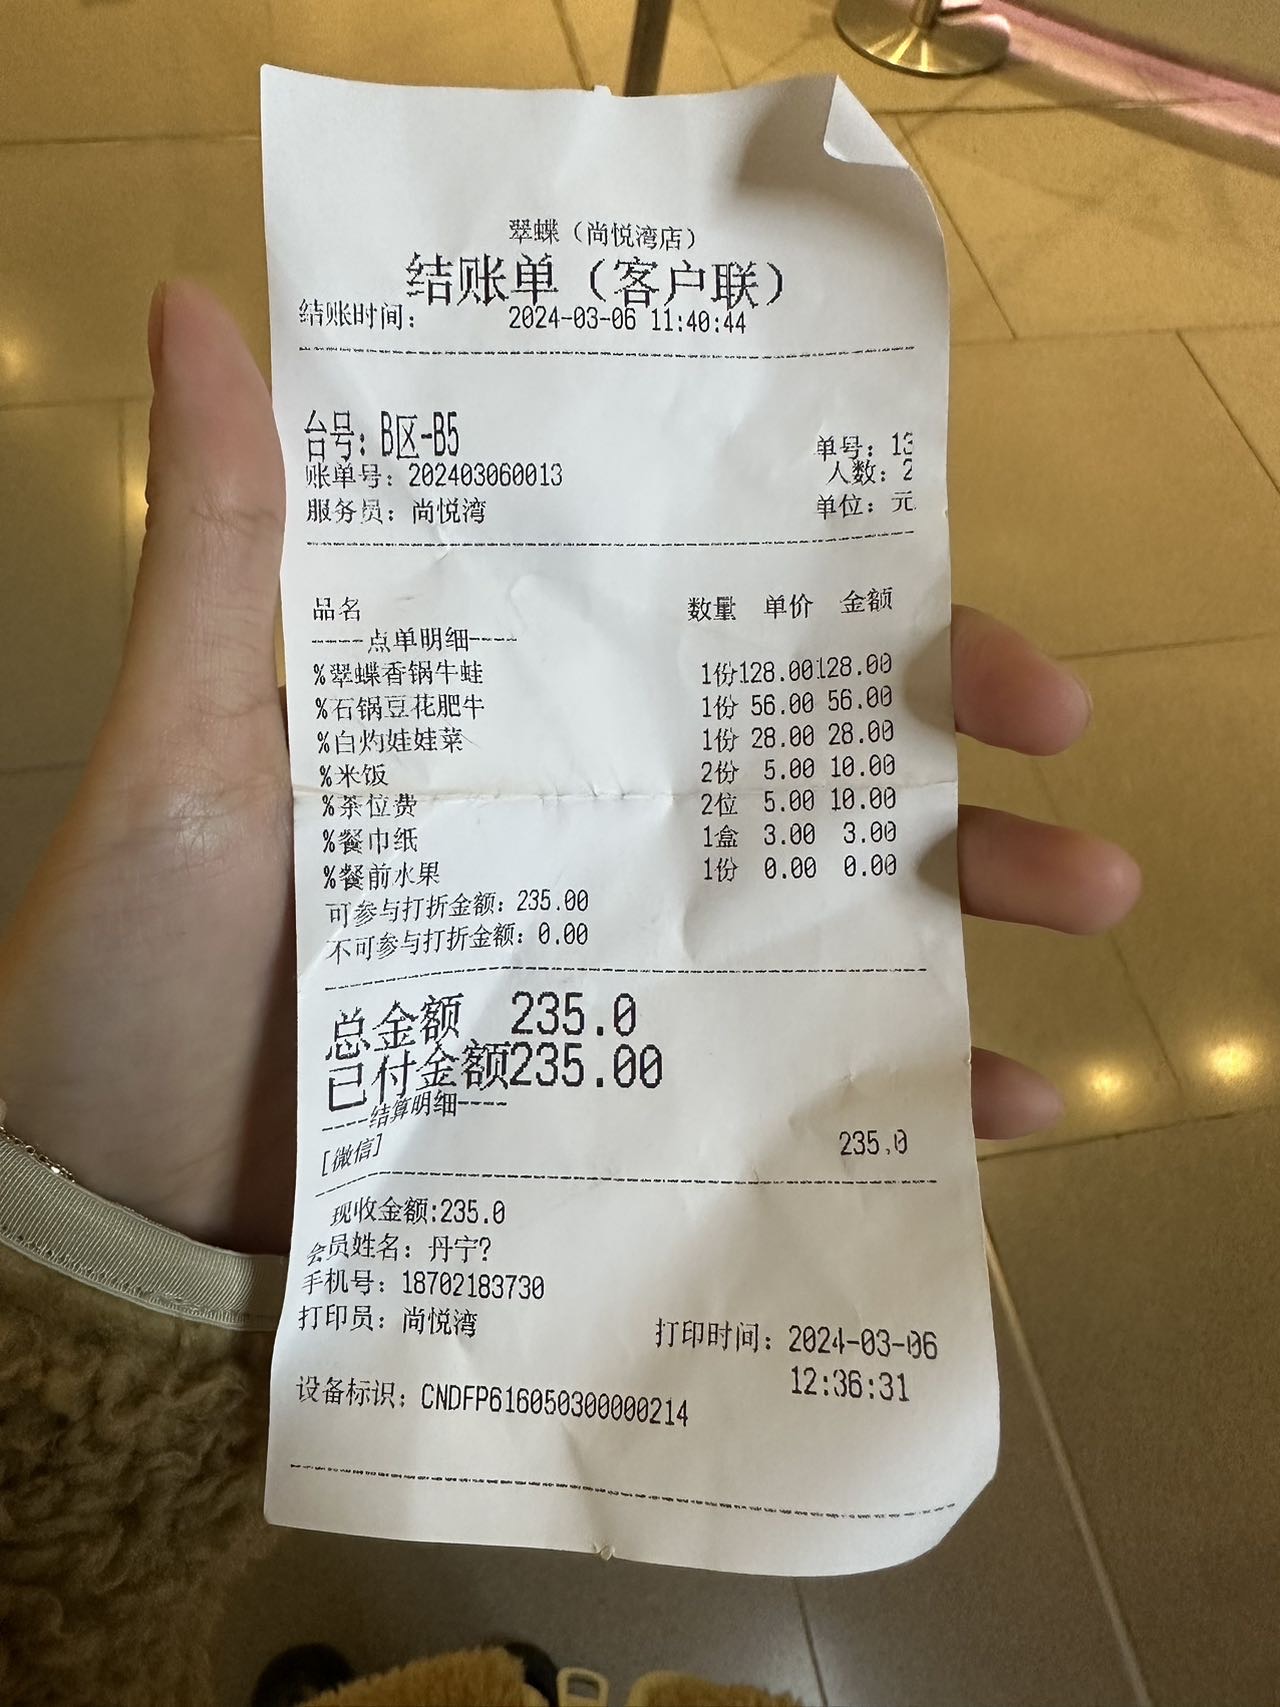 翠蝶（尚悦湾店）
结账单（客户联）
结账时间： 2024-03-06 11:40:44
台号：B区-B5
单号：13
账单号：202403060013
人数：2
服务员：尚悦湾
单位：元
品名 数量 单价 金额
----点单明细----
%翠蝶香锅牛蛙 1份128.00128.00
%石锅豆花肥牛 1份 56.00 56.00
%白灼娃娃菜 1份 28.00 28.00
%米饭 2份 5.00 10.00
%茶位费 2位 5.00 10.00
%餐巾纸 1盒 3.00 3.00
%餐前水果 1份 0.00 0.00
可参与打折金额：235.00
不可参与打折金额：0.00
总金额 235.0
已付金额235.00
----结算明细----
[微信] 235.0
现收金额:235.0
会员姓名：丹宁?
手机号：18702183730
打印员：尚悦湾
打印时间：2024-03-06
12:36:31
设备标识：CNDFP616050300000214